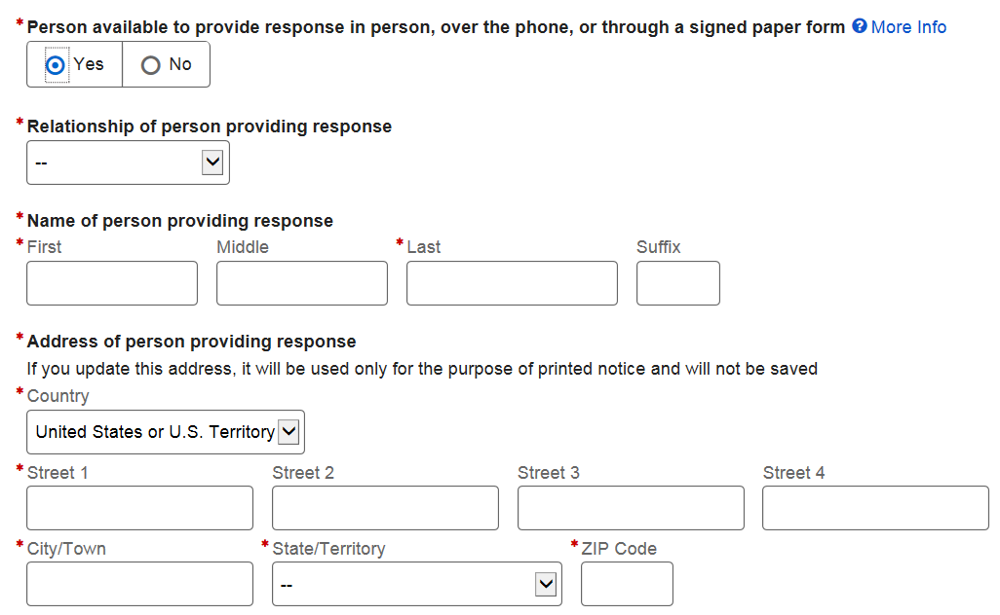 * Person available to provide response in person, over the phone, or through a signed paper form ? More Info
Yes No
* Relationship of person providing response
--
* Name of person providing response
* First Middle * Last Suffix
* Address of person providing response
If you update this address, it will be used only for the purpose of printed notice and will not be saved
* Country
United States or U.S. Territory
* Street 1 Street 2 Street 3 Street 4
* City/Town * State/Territory * ZIP Code
--